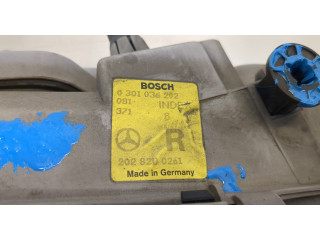 BOSCH
0 301 036 202
001 INDEX
371
R
202 820 0261
Made in Germany